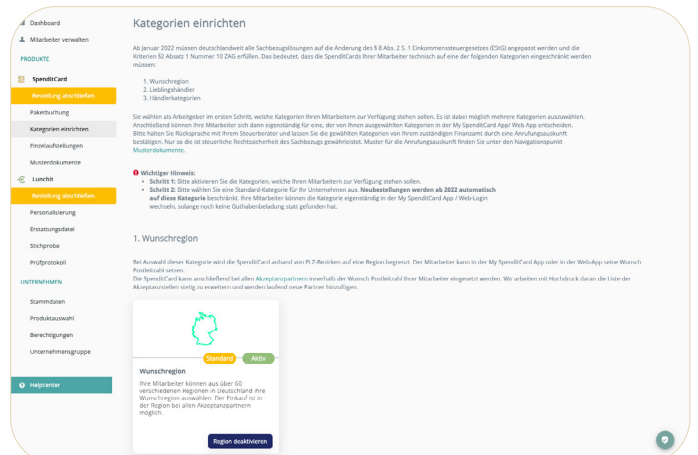 Dashboard
Mitarbeiter verwalten
PRODUKTE
SpenditCard
Bestellung abschließen
Paketbuchung
Kategorien einrichten
Einzelaufstellungen
Musterdokumente
Lunchit
Bestellung abschließen
Personalisierung
Erstattungsdatei
Stichprobe
Prüfprotokoll
UNTERNEHMEN
Stammdaten
Produktauswahl
Berechtigungen
Unternehmensgruppe
Helpcenter
Kategorien einrichten
Ab Januar 2022 müssen deutschlandweit alle Sachbezugslösungen auf die Änderung des § 8 Abs. 2 S. 1 Einkommenssteuergesetzes (EStG) angepasst werden und die
Kriterien §2 Absatz 1 Nummer 10 ZAG erfüllen. Das bedeutet, dass die SpenditCards Ihrer Mitarbeiter technisch auf eine der folgenden Kategorien eingeschränkt werden
müssen:
1. Wunschregion
2. Lieblingshändler
3. Händlerkategorien
Sie wählen als Arbeitgeber im ersten Schritt, welche Kategorien Ihren Mitarbeitern zur Verfügung stehen sollen. Es ist dabei möglich mehrere Kategorien auszuwählen.
Anschließend können Ihre Mitarbeiter sich dann eigenständig für eine, der von Ihnen ausgewählten Kategorien in der My SpenditCard App/ Web App entscheiden.
Bitte halten Sie Rücksprache mit Ihrem Steuerberater und lassen Sie die gewählten Kategorien von Ihrem zuständigen Finanzamt durch eine Anrufungsauskunft
bestätigen. Nur so die ist steuerliche Rechtssicherheit des Sachbezugs gewährleistet. Muster für die Anrufungsauskunft finden Sie unter den Navigationspunkt
Musterdokumente.
Wichtiger Hinweis:
• Schritt 1: Bitte aktivieren Sie die Kategorien, welche Ihren Mitarbeitern zur Verfügung stehen sollen.
• Schritt 2: Bitte wählen Sie eine Standard-Kategorie für Ihr Unternehmen aus. Neubestellungen werden ab 2022 automatisch
auf diese Kategorie beschränkt. Ihre Mitarbeiter können die Kategorie eigenständig in der My SpenditCard App / Web-Login
wechseln, solange noch keine Guthabenbeladung statt gefunden hat.
1. Wunschregion
Bei Auswahl dieser Kategorie wird die SpenditCard anhand von PLZ-Bezirken auf eine Region begrenzt. Der Mitarbeiter kann in der My SpenditCard App oder in der WebApp seine Wunsch
Postleitzahl setzen.
Die SpenditCard kann anschließend bei allen Akzeptanzpartnern innerhalb der Wunsch Postleitzahl Ihrer Mitarbeiter eingesetzt werden. Wir arbeiten mit Hochdruck daran die Liste der
Akzeptanzstellen stetig zu erweitern und werden laufend neue Partner hinzufügen.
Standard
Aktiv
Wunschregion
Ihre Mitarbeiter können aus über 60
verschiedenen Regionen in Deutschland ihre
Wunschregion auswählen. Der Einkauf ist in
der Region bei allen Akzeptanzpartnern
möglich.
Region deaktivieren